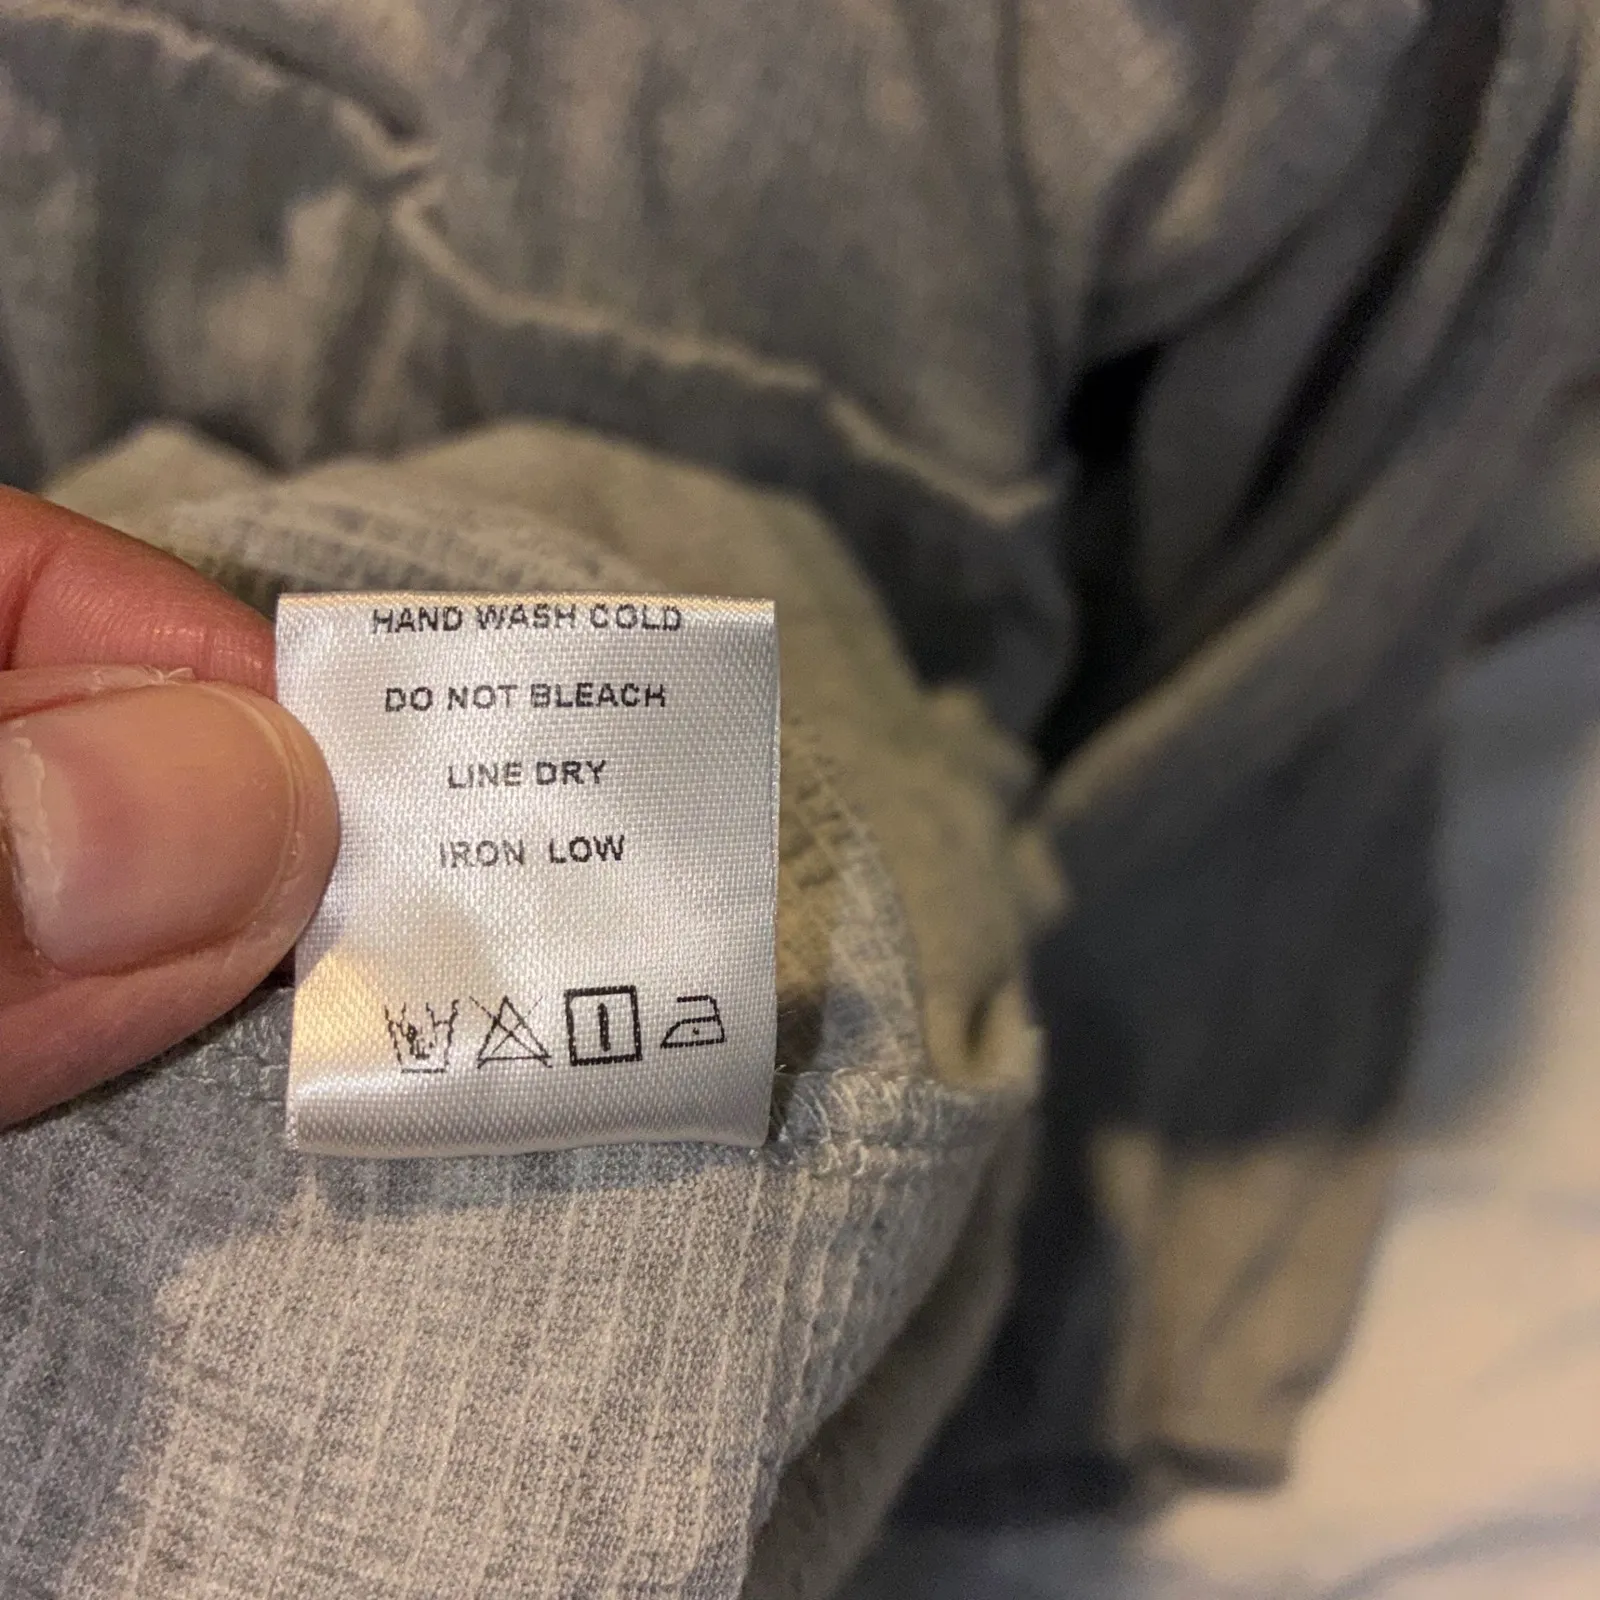 HAND WASH COLD
DO NOT BLEACH
LINE DRY
IRON LOW